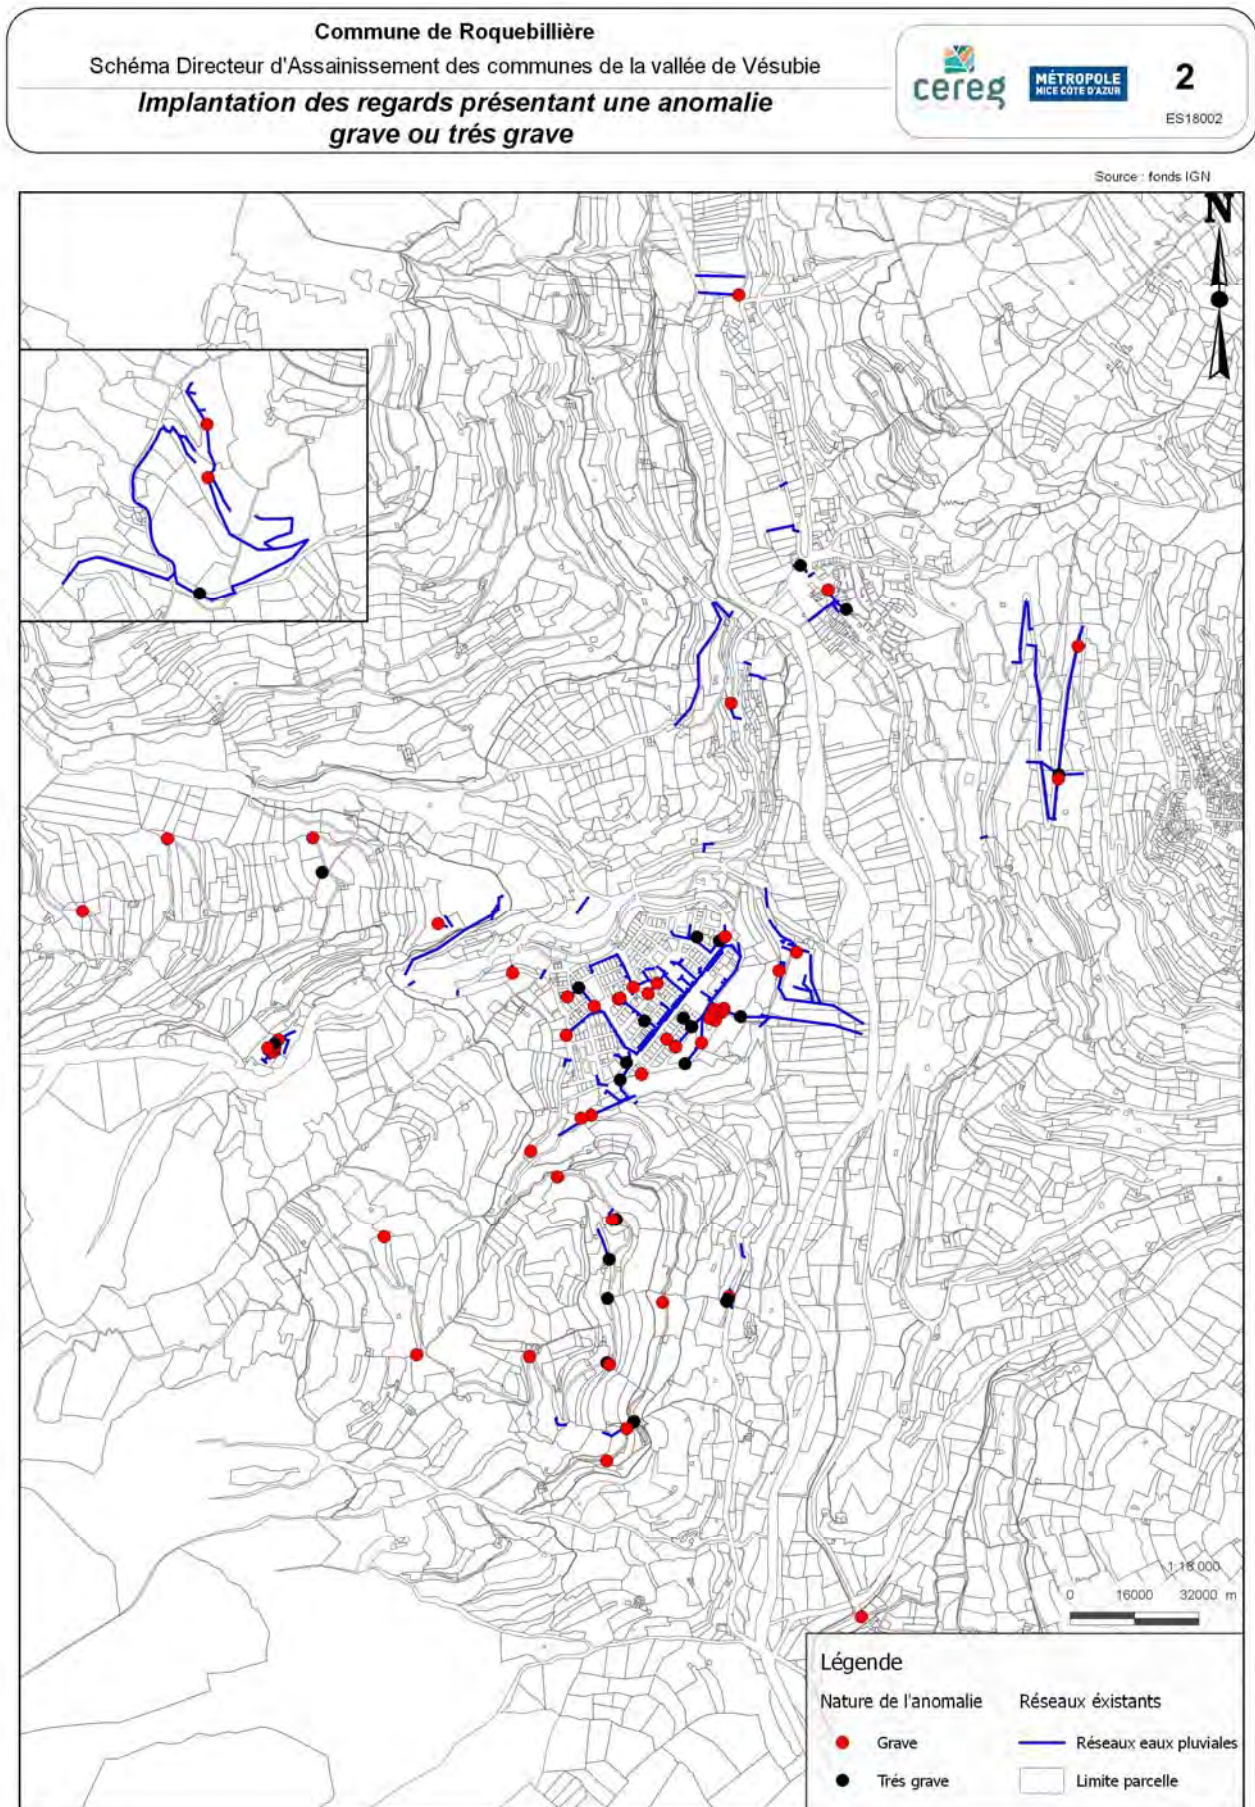 Commune de Roquebillière
Schéma Directeur d'Assainissement des communes de la vallée de Vésubie
Implantation des regards présentant une anomalie
grave ou trés grave
cereg
MÉTROPOLE
NICE CÔTE D'AZUR
2
ES18002
Source : fonds IGN
N
1:18 000
0 16000 32000 m
Légende
Nature de l'anomalie
Grave
Trés grave
Réseaux éxistants
Réseaux eaux pluviales
Limite parcelle